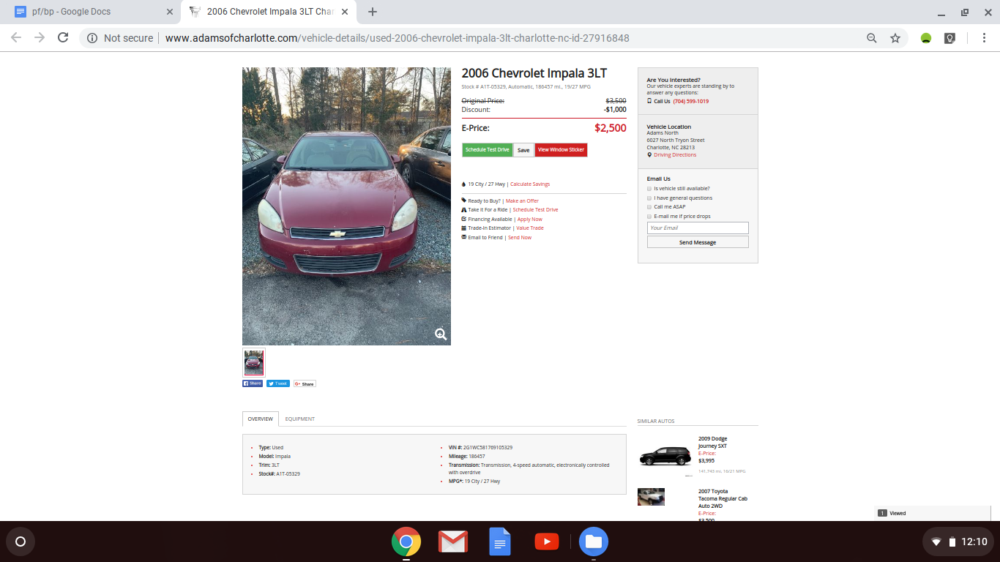 pf/bp - Google Docs
2006 Chevrolet Impala 3LT Char
Not secure | www.adamsofcharlotte.com/vehicle-details/used-2006-chevrolet-impala-3lt-charlotte-nc-id-27916848
2006 Chevrolet Impala 3LT
Stock # A1T-05329, Automatic, 186457 mi., 19/27 MPG
Original Price: $3,500
Discount: -$1,000
E-Price: $2,500
Schedule Test Drive Save View Window Sticker
19 City / 27 Hwy | Calculate Savings
Ready to Buy? | Make an Offer
Take it For a Ride | Schedule Test Drive
Financing Available | Apply Now
Trade-In Estimator | Value Trade
Email to Friend | Send Now
Are You Interested?
Our vehicle experts are standing by to
answer any questions:
Call Us (704) 599-1019
Vehicle Location
Adams North
6027 North Tryon Street
Charlotte, NC 28213
Driving Directions
Email Us
Is vehicle still available?
I have general questions
Call me ASAP
E-mail me if price drops
Your Email
Send Message
Share Tweet G+ Share
OVERVIEW EQUIPMENT
Type: Used
Model: Impala
Trim: 3LT
Stock#: A1T-05329
VIN #: 2G1WC581769105329
Mileage: 186457
Transmission: Transmission, 4-speed automatic, electronically controlled
with overdrive
MPG*: 19 City / 27 Hwy
SIMILAR AUTOS
2009 Dodge
Journey SXT
E-Price:
$3,995
141,743 mi, 16/21 MPG
2007 Toyota
Tacoma Regular Cab
Auto 2WD
E-Price:
$3,500
1 Viewed
12:10